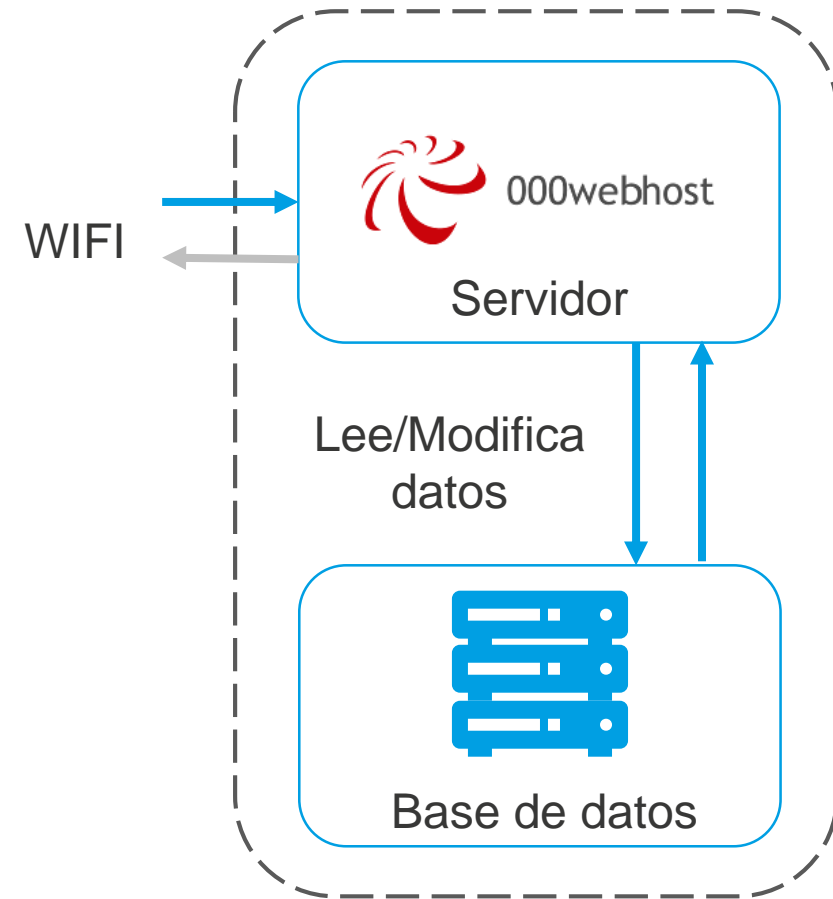 000webhost
WIFI
Servidor
Lee/Modifica
datos
Base de datos